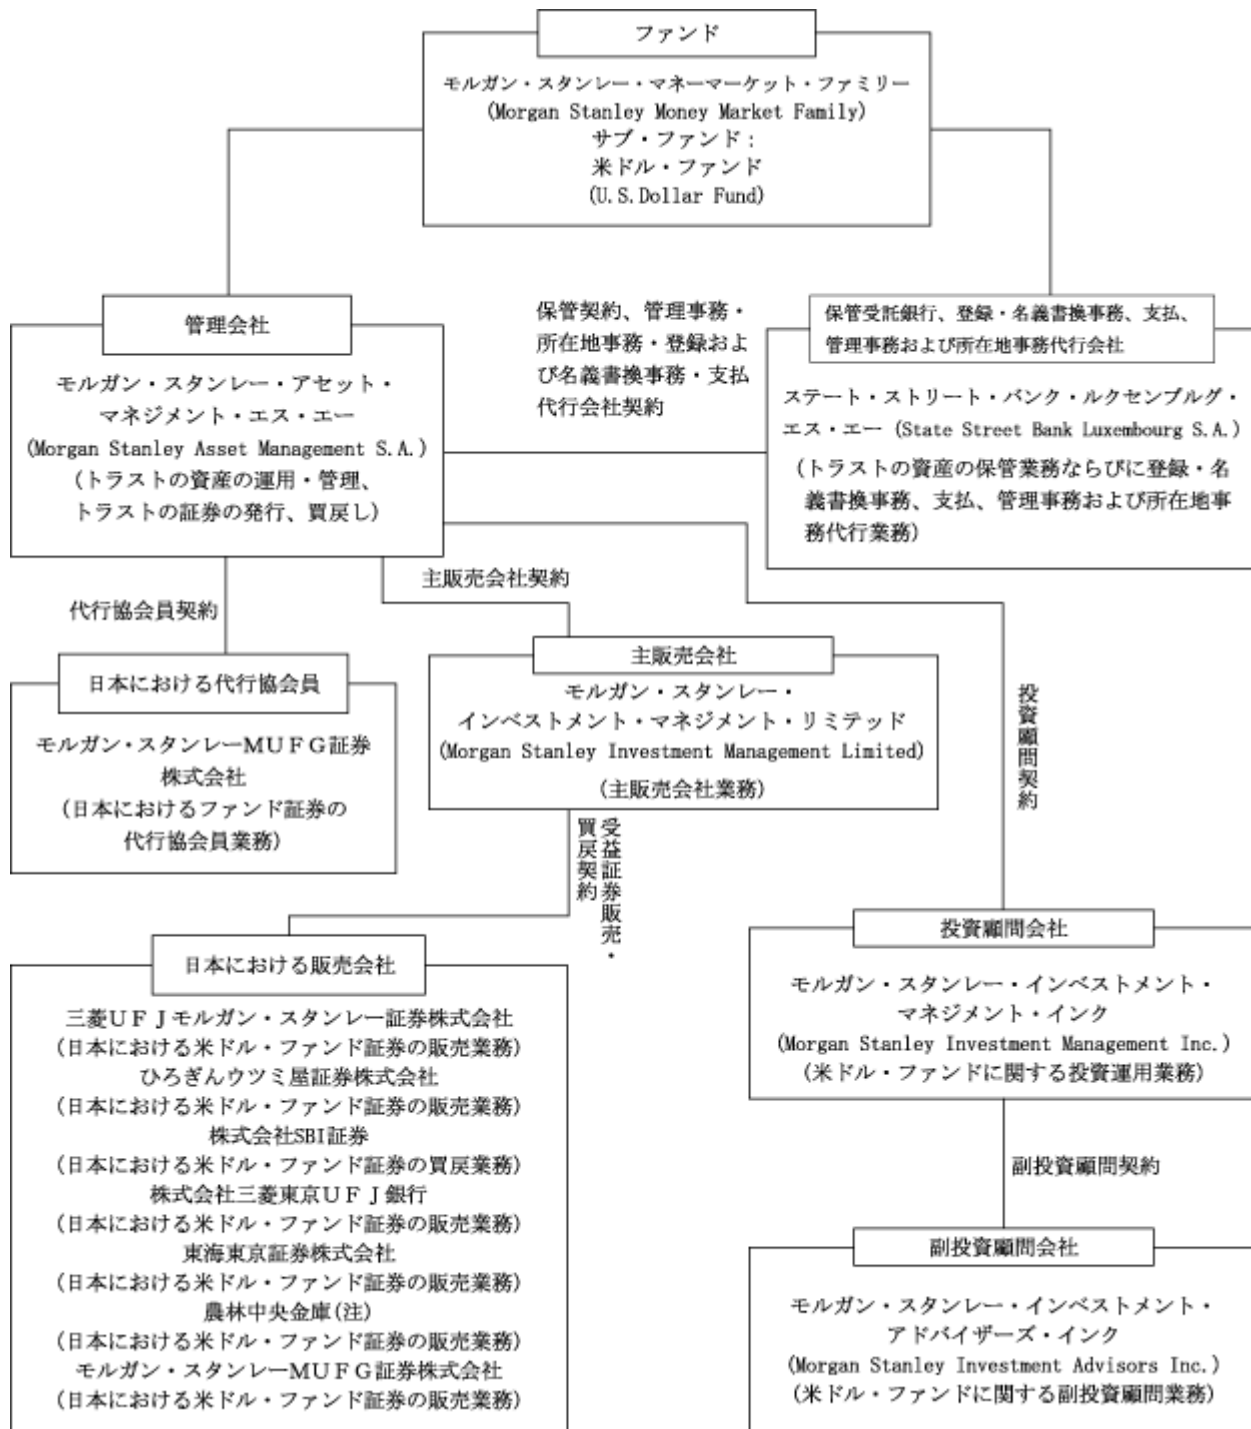 ファンド
モルガン・スタンレー・マネーマーケット・ファミリー
(Morgan Stanley Money Market Family)
サブ・ファンド：
米ドル・ファンド
(U.S.Dollar Fund)
管理会社
モルガン・スタンレー・アセット・
マネジメント・エス・エー
(Morgan Stanley Asset Management S.A.)
(トラストの資産の運用・管理、
トラストの証券の発行、買戻し)
保管契約、管理事務・
所在地事務・登録およ
び名義書換事務・支払
代行会社契約
保管受託銀行、登録・名義書換事務、支払、
管理事務および所在地事務代行会社
ステート・ストリート・バンク・ルクセンブルグ・
エス・エー (State Street Bank Luxembourg S.A.)
(トラストの資産の保管業務ならびに登録・名
義書換事務、支払、管理事務および所在地事
務代行業務)
代行協会員契約
主販売会社契約
投資顧問契約
日本における代行協会員
モルガン・スタンレーＭＵＦＧ証券
株式会社
(日本におけるファンド証券の
代行協会員業務)
主販売会社
モルガン・スタンレー・
インベストメント・マネジメント・リミテッド
(Morgan Stanley Investment Management Limited)
(主販売会社業務)
受益証券販売・
買戻契約
日本における販売会社
三菱ＵＦＪモルガン・スタンレー証券株式会社
(日本における米ドル・ファンド証券の販売業務)
ひろぎんウツミ屋証券株式会社
(日本における米ドル・ファンド証券の販売業務)
株式会社SBI証券
(日本における米ドル・ファンド証券の買戻業務)
株式会社三菱東京ＵＦＪ銀行
(日本における米ドル・ファンド証券の販売業務)
東海東京証券株式会社
(日本における米ドル・ファンド証券の販売業務)
農林中央金庫(注)
(日本における米ドル・ファンド証券の販売業務)
モルガン・スタンレーＭＵＦＧ証券株式会社
(日本における米ドル・ファンド証券の販売業務)
投資顧問会社
モルガン・スタンレー・インベストメント・
マネジメント・インク
(Morgan Stanley Investment Management Inc.)
(米ドル・ファンドに関する投資運用業務)
副投資顧問契約
副投資顧問会社
モルガン・スタンレー・インベストメント・
アドバイザーズ・インク
(Morgan Stanley Investment Advisors Inc.)
(米ドル・ファンドに関する副投資顧問業務)